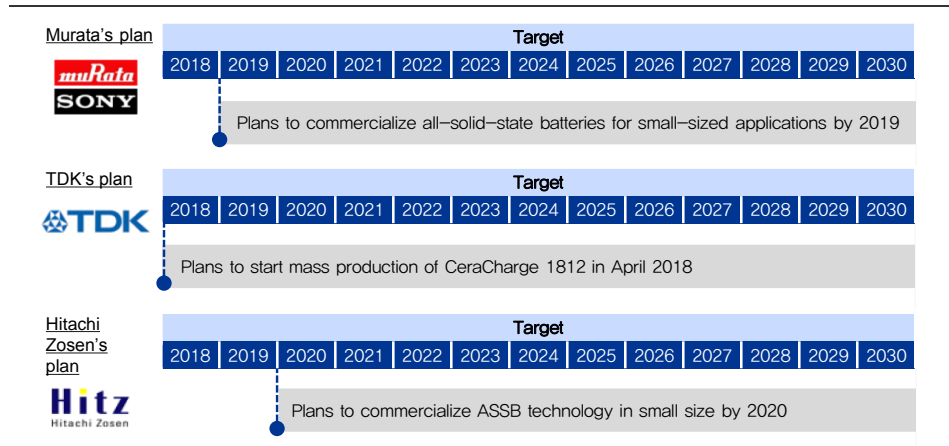 Murata's plan
muRata
SONY
Target
2018 2019 2020 2021 2022 2023 2024 2025 2026 2027 2028 2029 2030
Plans to commercialize all-solid-state batteries for small-sized applications by 2019
TDK's plan
TDK
Target
2018 2019 2020 2021 2022 2023 2024 2025 2026 2027 2028 2029 2030
Plans to start mass production of CeraCharge 1812 in April 2018
Hitachi
Zosen's
plan
Hitz
Hitachi Zosen
Target
2018 2019 2020 2021 2022 2023 2024 2025 2026 2027 2028 2029 2030
Plans to commercialize ASSB technology in small size by 2020